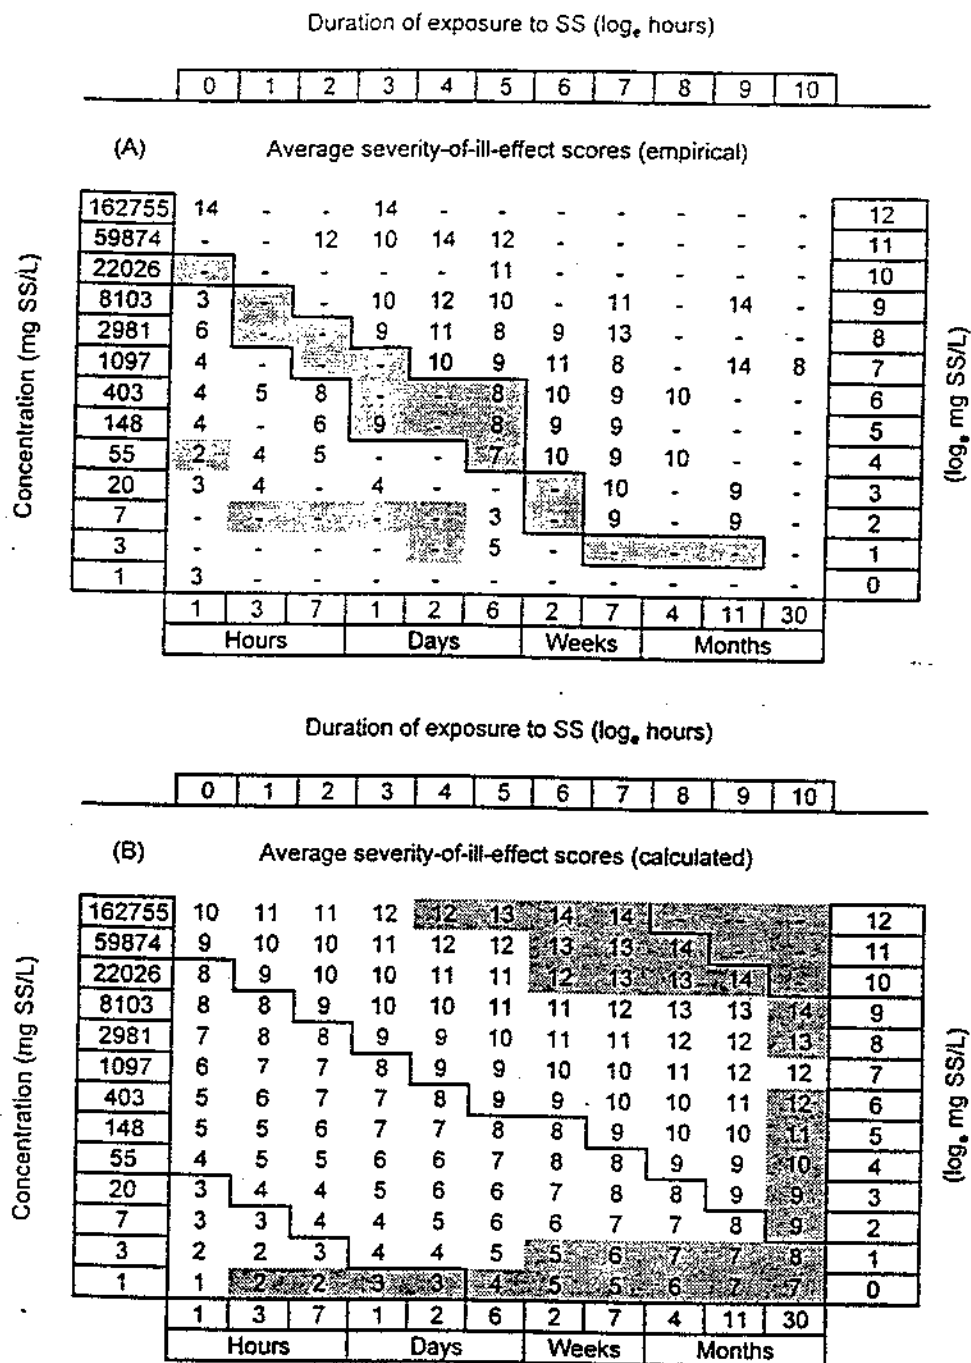 Duration of exposure to SS (logₑ hours)
0 1 2 3 4 5 6 7 8 9 10
(A) Average severity-of-ill-effect scores (empirical)
162755 14 - - 14 - - - - - - - 12
59874 - - 12 10 14 12 - - - - - 11
22026 - - - - - 11 - - - - - 10
8103 3 - - 10 12 10 - 11 - 14 - 9
2981 6 - - 9 11 8 9 13 - - - 8
1097 4 - - - 10 9 11 8 - 14 8 7
403 4 5 8 - - 8 10 9 10 - - 6
148 4 - 6 9 - 8 9 9 - - - 5
55 2 4 5 - - 7 10 9 10 - - 4
20 3 4 - 4 - - - 10 - 9 - 3
7 - - - - - 3 - 9 - 9 - 2
3 - - - - - 5 - - - - - 1
1 3 - - - - - - - - - - 0
1 3 7 1 2 6 2 7 4 11 30
Hours Days Weeks Months
Concentration (mg SS/L)
(logₑ mg SS/L)
Duration of exposure to SS (logₑ hours)
0 1 2 3 4 5 6 7 8 9 10
(B) Average severity-of-ill-effect scores (calculated)
162755 10 11 11 12 12 13 14 14 - - - 12
59874 9 10 10 11 12 12 13 13 14 - - 11
22026 8 9 10 10 11 11 12 13 13 14 - 10
8103 8 8 9 10 10 11 11 12 13 13 14 9
2981 7 8 8 9 9 10 11 11 12 12 13 8
1097 6 7 7 8 9 9 10 10 11 12 12 7
403 5 6 7 7 8 9 9 10 10 11 12 6
148 5 5 6 7 7 8 8 9 10 10 11 5
55 4 5 5 6 6 7 8 8 9 9 10 4
20 3 4 4 5 6 6 7 8 8 9 9 3
7 3 3 4 4 5 6 6 7 7 8 9 2
3 2 2 3 4 4 5 5 6 7 7 8 1
1 1 2 2 3 3 4 5 5 6 7 7 0
1 3 7 1 2 6 2 7 4 11 30
Hours Days Weeks Months
Concentration (mg SS/L)
(logₑ mg SS/L)